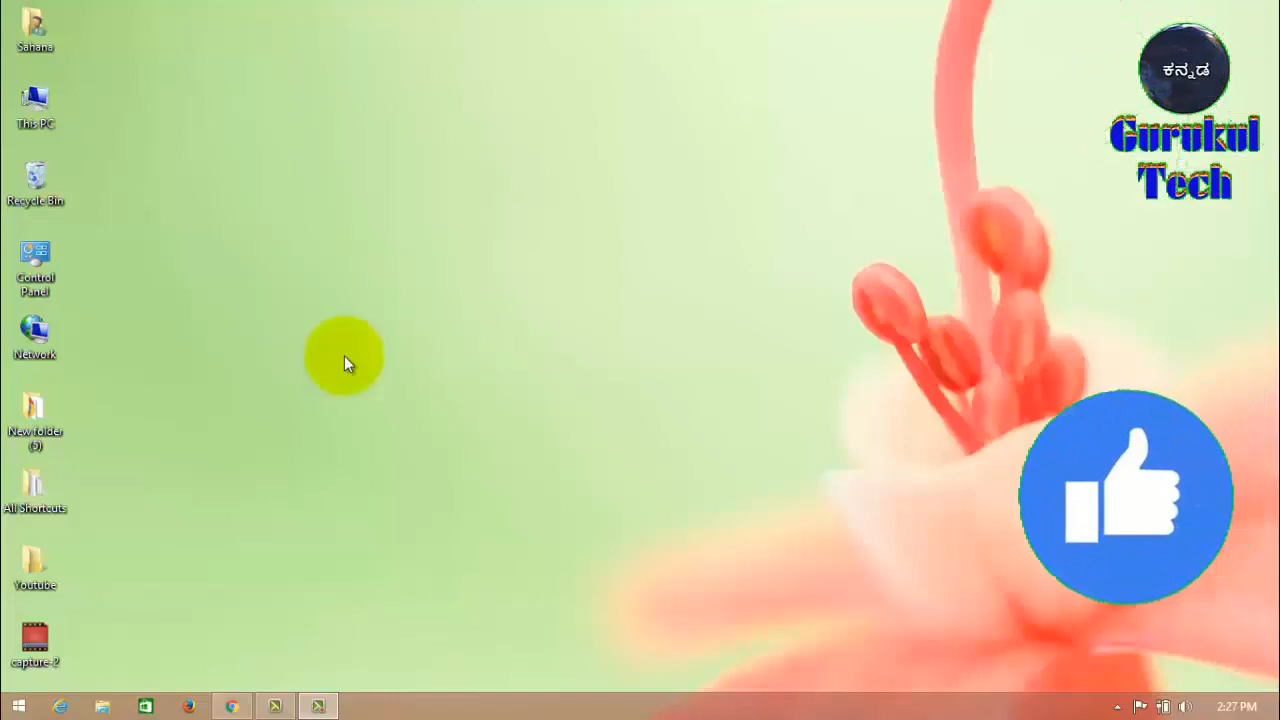 Sahana
This PC
Recycle Bin
Control
Panel
Network
New folder
(5)
All Shortcuts
Youtube
capture-2
ಕನ್ನಡ
Gurukul
Tech
2:27 PM